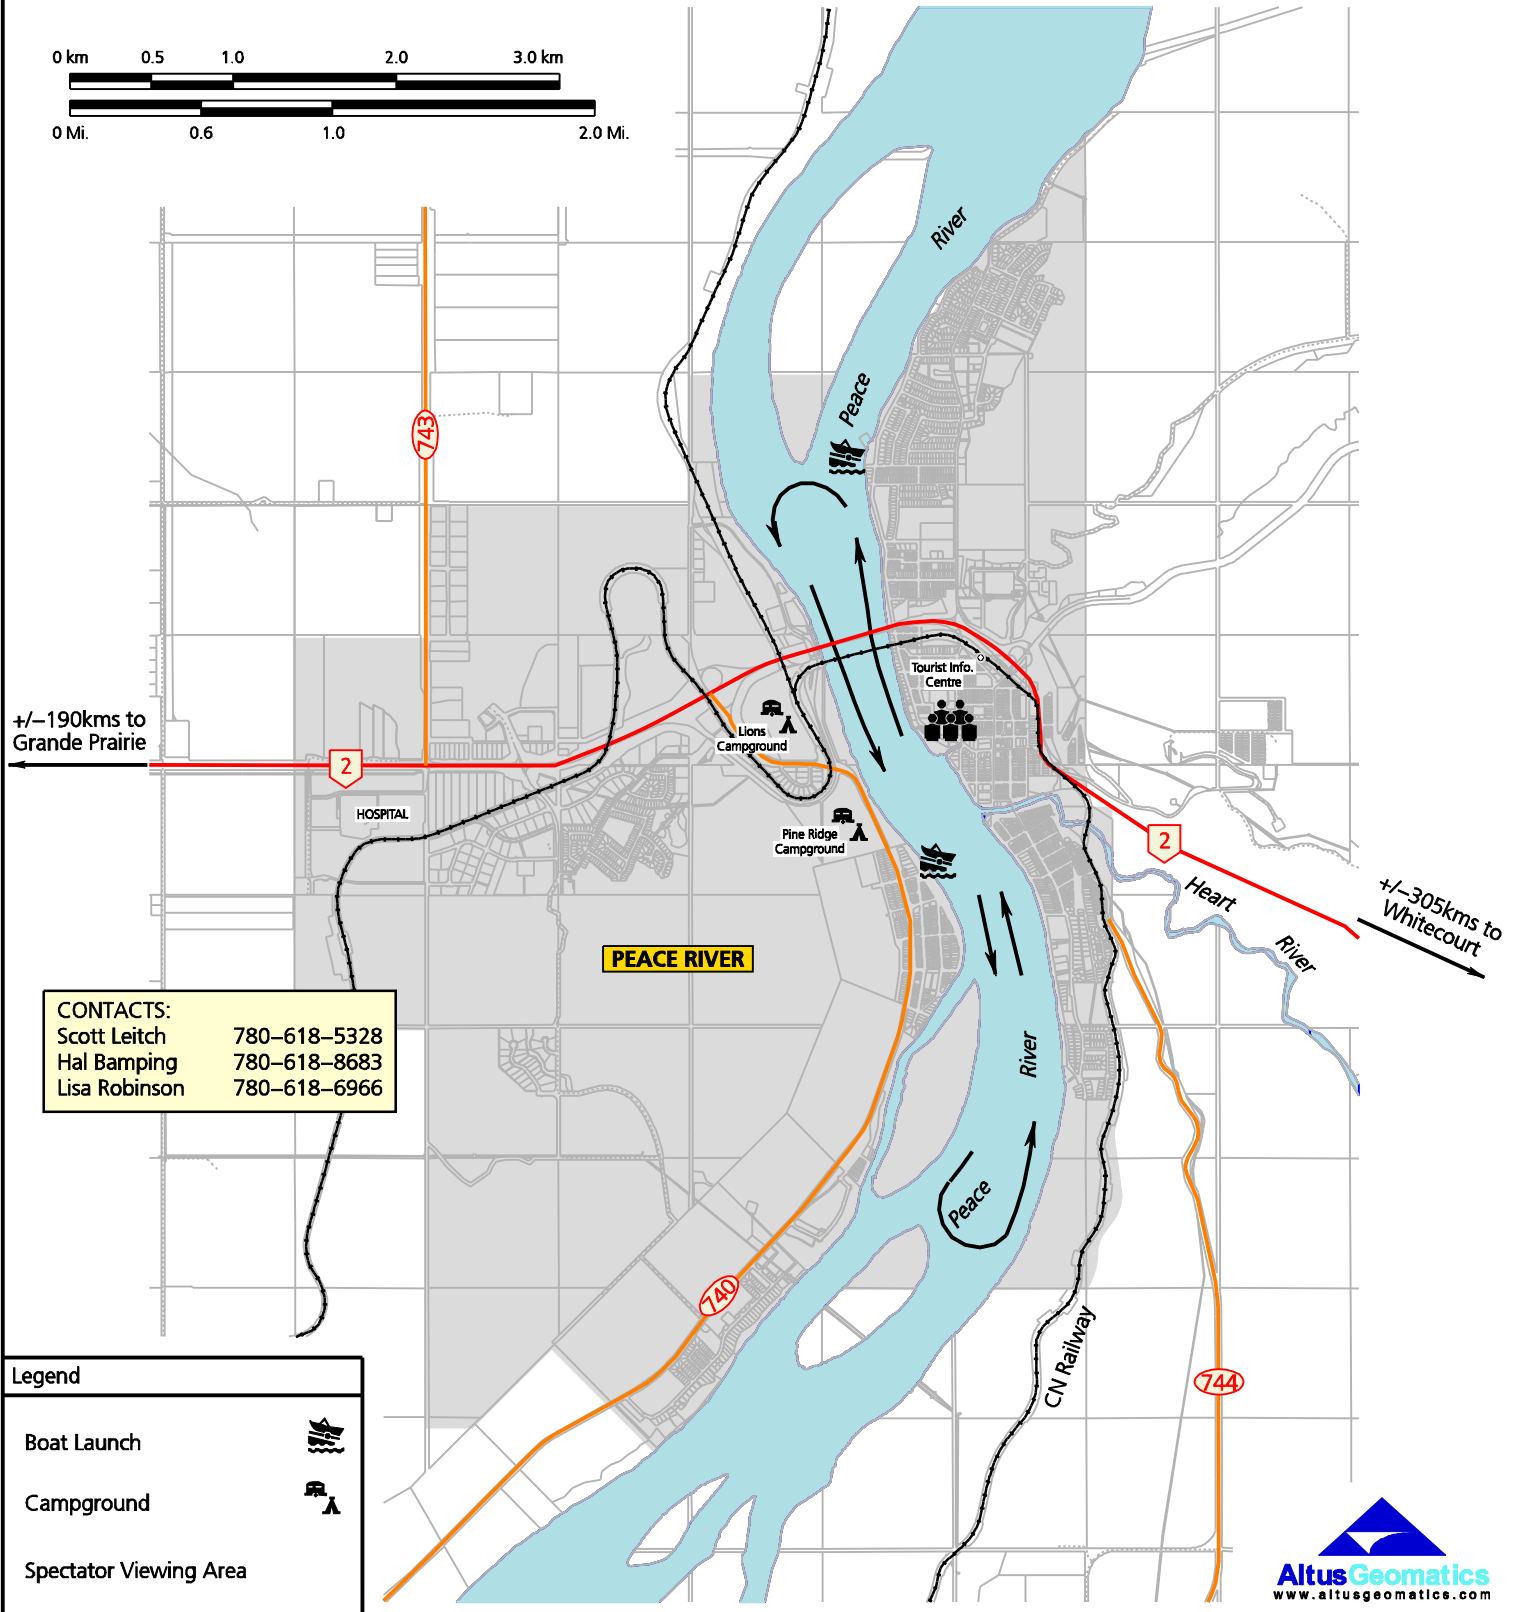 0 km 0.5 1.0 2.0 3.0 km
0 Mi. 0.6 1.0 2.0 Mi.
River
Peace
743
Tourist Info.
Centre
+/−190kms to
Grande Prairie
2
Lions
Campground
HOSPITAL
Pine Ridge
Campground
2
Heart
River
+/−305kms to
Whitecourt
PEACE RIVER
CONTACTS:
Scott Leitch 780−618−5328
Hal Bamping 780−618−8683
Lisa Robinson 780−618−6966
River
Peace
740
CN Railway
744
Legend
Boat Launch
Campground
Spectator Viewing Area
AltusGeomatics
www.altusgeomatics.com